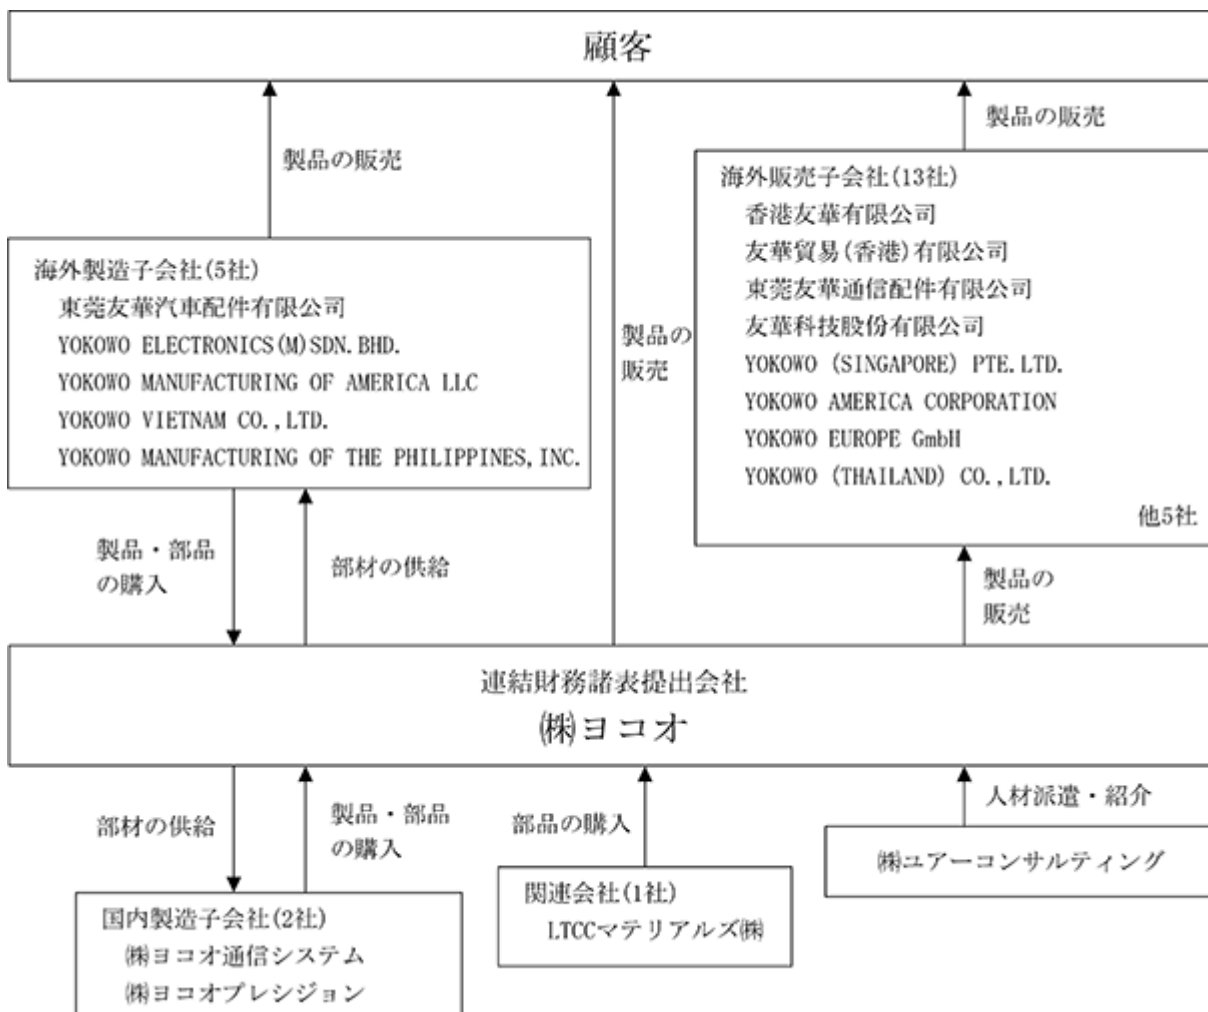 顧客
製品の販売
製品の販売
海外販売子会社(13社)
香港友華有限公司
友華貿易(香港)有限公司
東莞友華通信配件有限公司
友華科技股份有限公司
YOKOWO (SINGAPORE) PTE.LTD.
YOKOWO AMERICA CORPORATION
YOKOWO EUROPE GmbH
YOKOWO (THAILAND) CO.,LTD.
他5社
海外製造子会社(5社)
東莞友華汽車配件有限公司
YOKOWO ELECTRONICS(M)SDN.BHD.
YOKOWO MANUFACTURING OF AMERICA LLC
YOKOWO VIETNAM CO.,LTD.
YOKOWO MANUFACTURING OF THE PHILIPPINES,INC.
製品の
販売
製品・部品
の購入
部材の供給
製品の
販売
連結財務諸表提出会社
㈱ヨコオ
部材の供給
製品・部品
の購入
部品の購入
人材派遣・紹介
㈱ユアーコンサルティング
関連会社(1社)
LTCCマテリアルズ㈱
国内製造子会社(2社)
㈱ヨコオ通信システム
㈱ヨコオプレシジョン